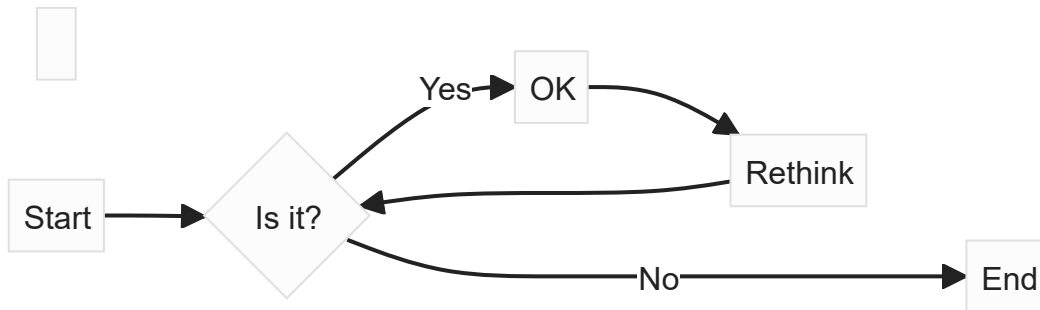 Start
Is it?
Yes
OK
Rethink
No
End